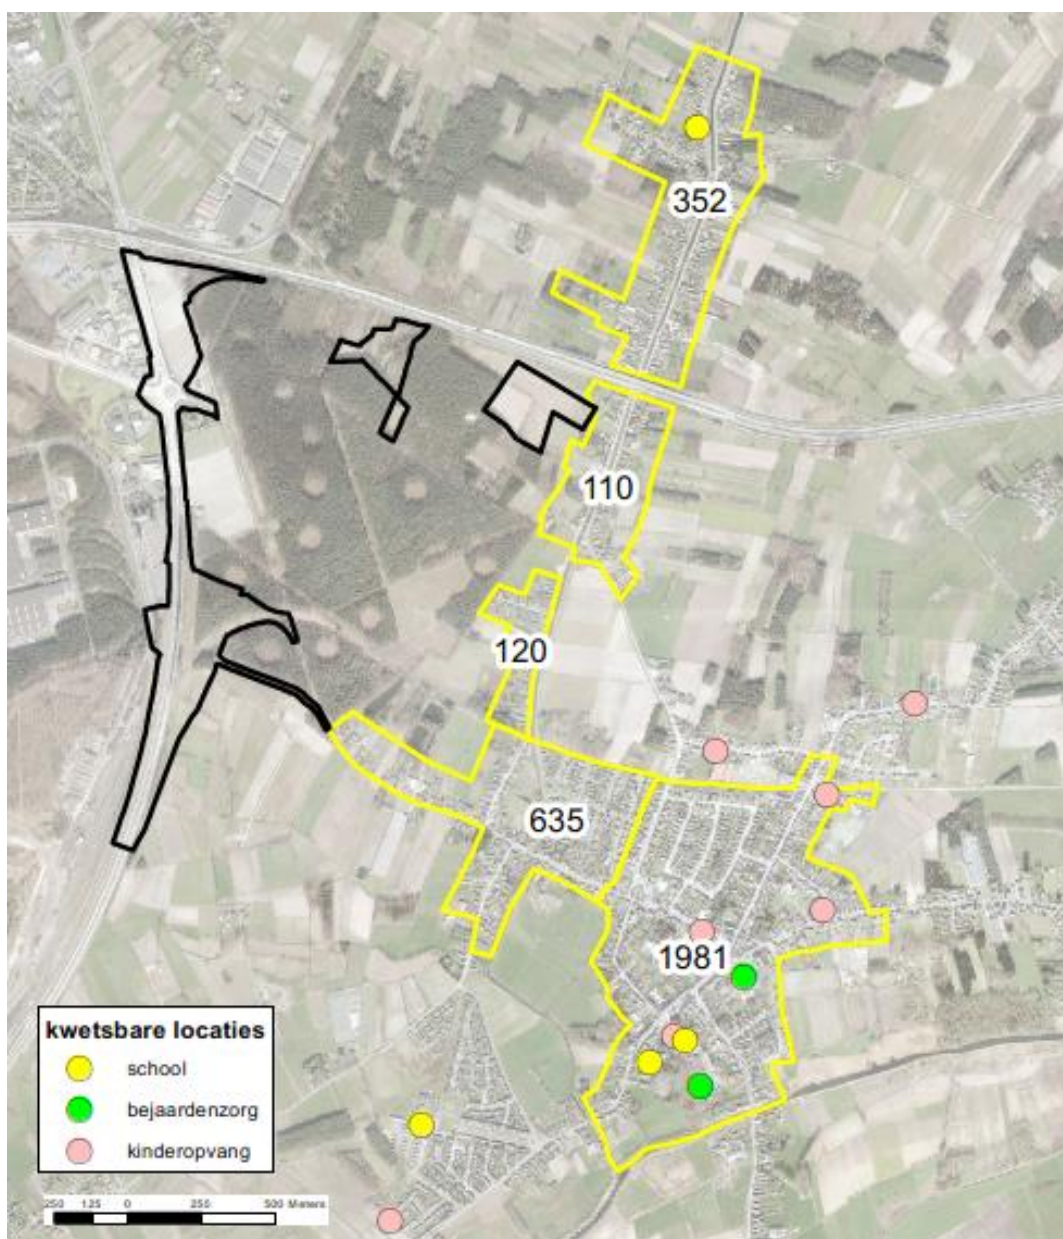 352
110
120
635
1981
kwetsbare locaties
school
bejaardenzorg
kinderopvang
250 125 0 250 500 Meters